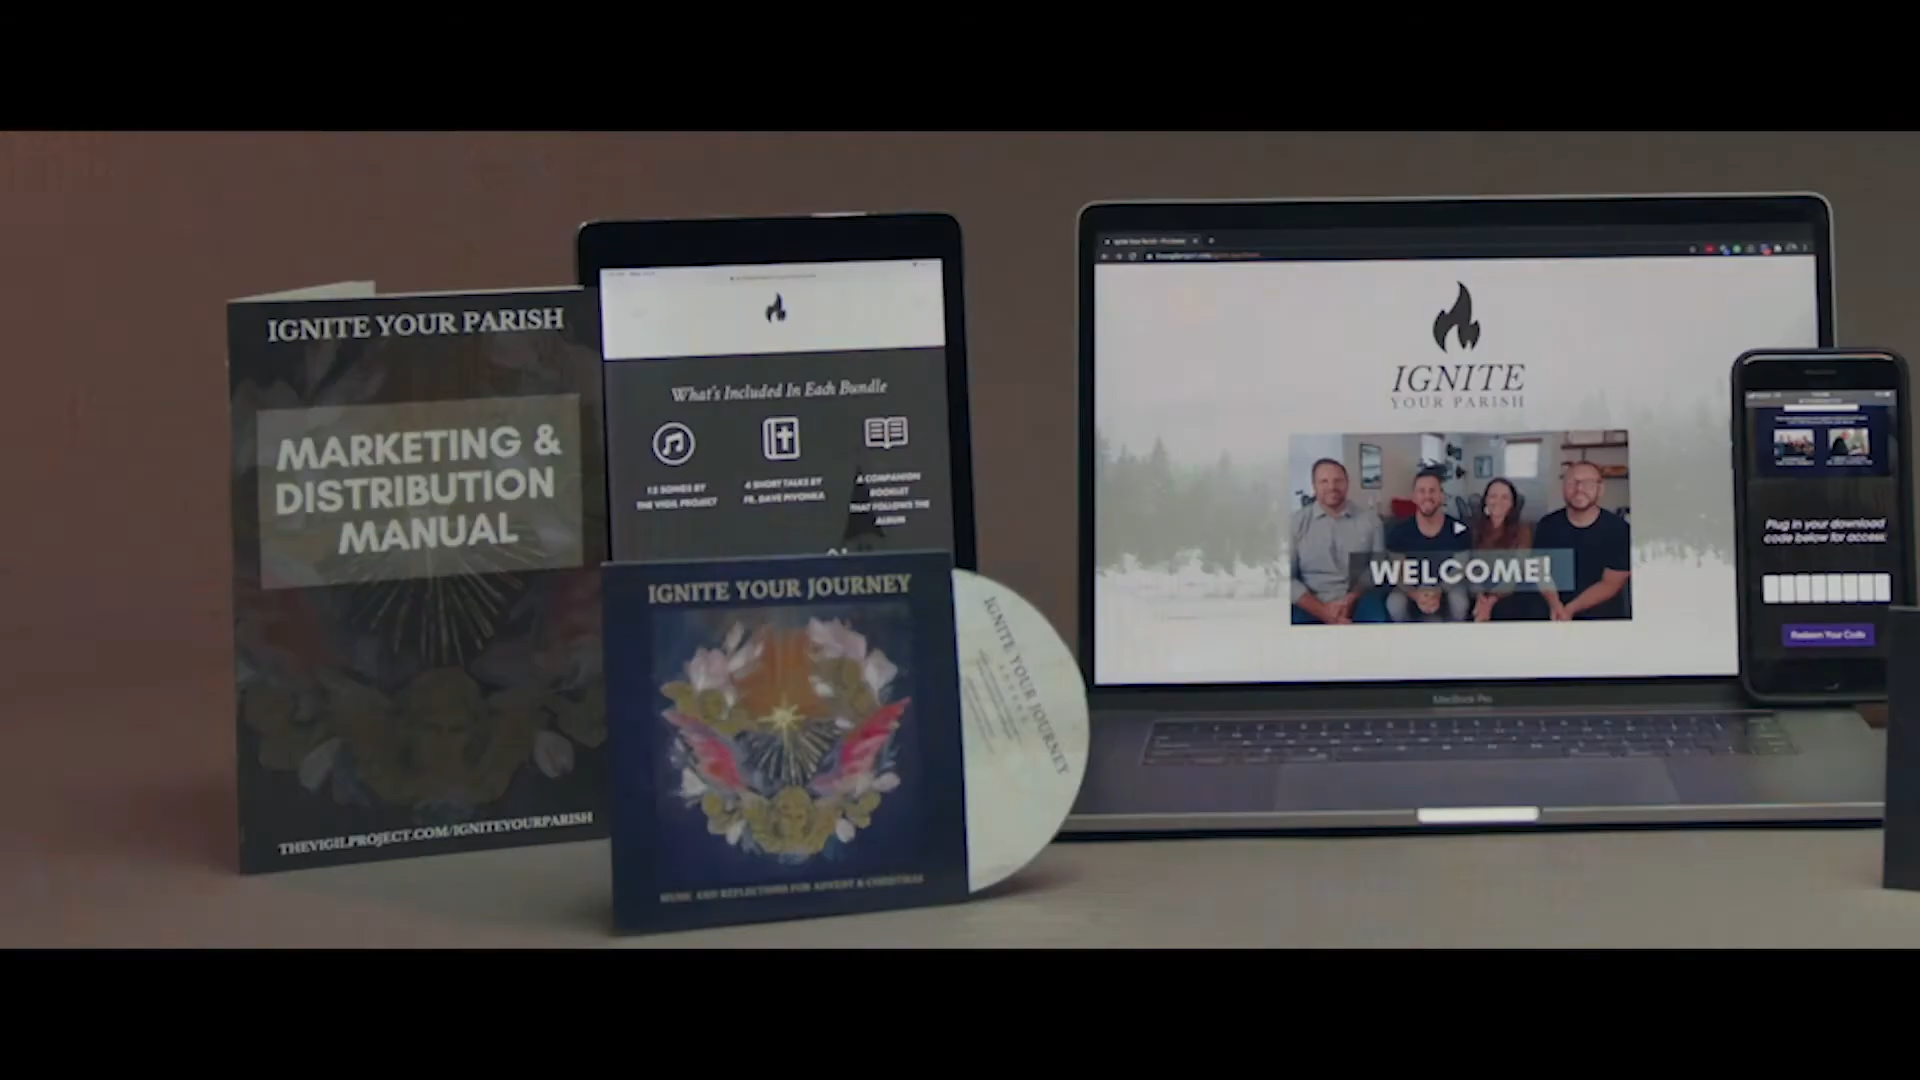 IGNITE YOUR PARISH
MARKETING &
DISTRIBUTION
MANUAL
THEVIGILPROJECT.COM/IGNITEYOURPARISH
What's Included In Each Bundle
12 SONGS BY
THE VIGIL PROJECT
4 SHORT TALKS BY
FR. DAVE PIVONKA
A COMPANION
BOOKLET
THAT FOLLOWS THE
ALBUM
IGNITE YOUR JOURNEY
MUSIC AND REFLECTIONS FOR ADVENT & CHRISTMAS
IGNITE YOUR JOURNEY
IGNITE
YOUR PARISH
WELCOME!
MacBook Pro
Plug in your download
code below for access:
Redeem Your Code